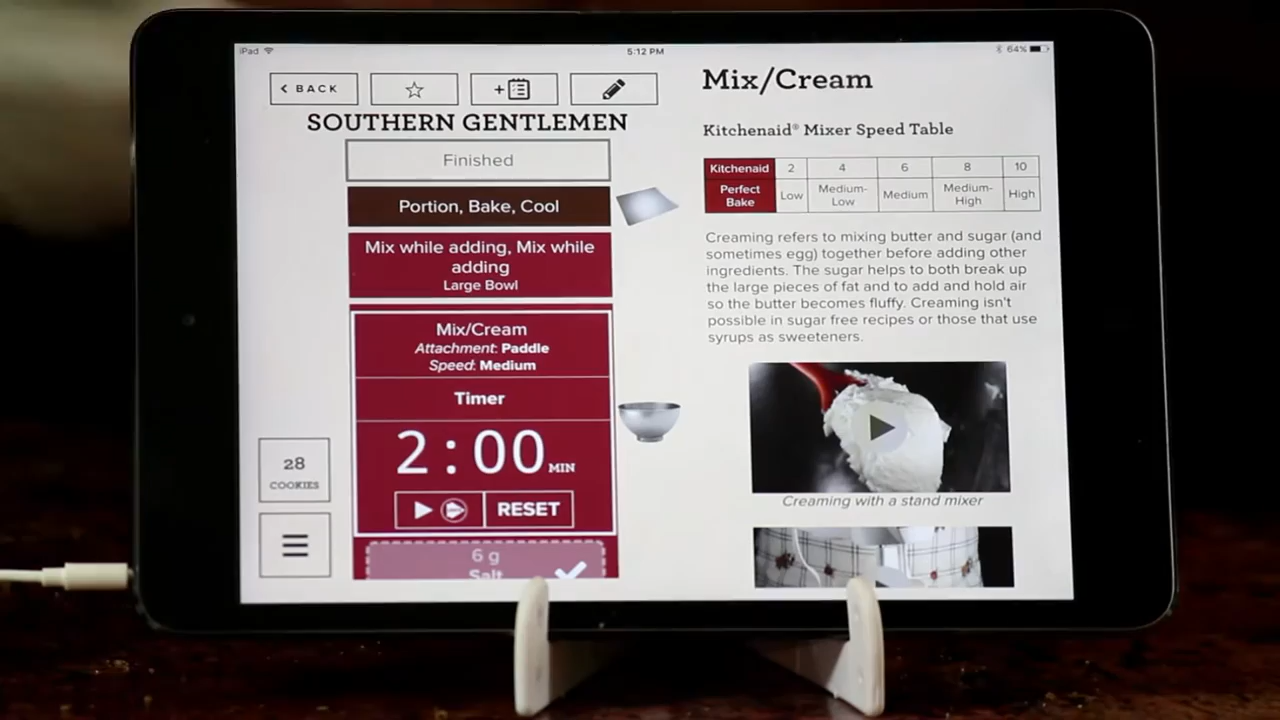 iPad
5:12 PM
64%
< BACK
+
SOUTHERN GENTLEMEN
Finished
Portion, Bake, Cool
Mix while adding, Mix while
adding
Large Bowl
Mix/Cream
Attachment: Paddle
Speed: Medium
Timer
2:00 MIN
RESET
6 g
Salt
28
COOKIES
Mix/Cream
Kitchenaid® Mixer Speed Table
Kitchenaid 2 4 6 8 10
Perfect Bake Low Medium-Low Medium Medium-High High
Creaming refers to mixing butter and sugar (and
sometimes egg) together before adding other
ingredients. The sugar helps to both break up
the large pieces of fat and to add and hold air
so the butter becomes fluffy. Creaming isn't
possible in sugar free recipes or those that use
syrups as sweeteners.
Creaming with a stand mixer